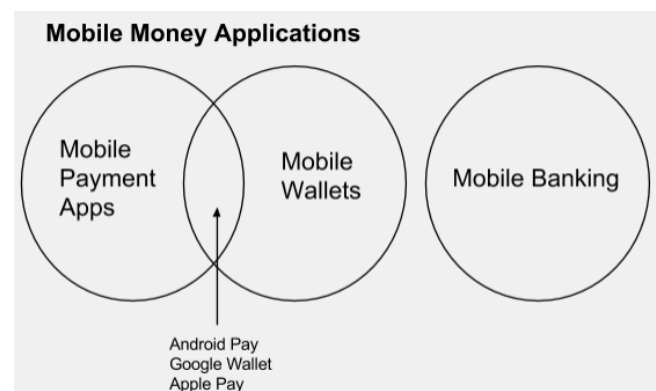 Mobile Money Applications
Mobile
Payment
Apps
Mobile
Wallets
Mobile Banking
Android Pay
Google Wallet
Apple Pay